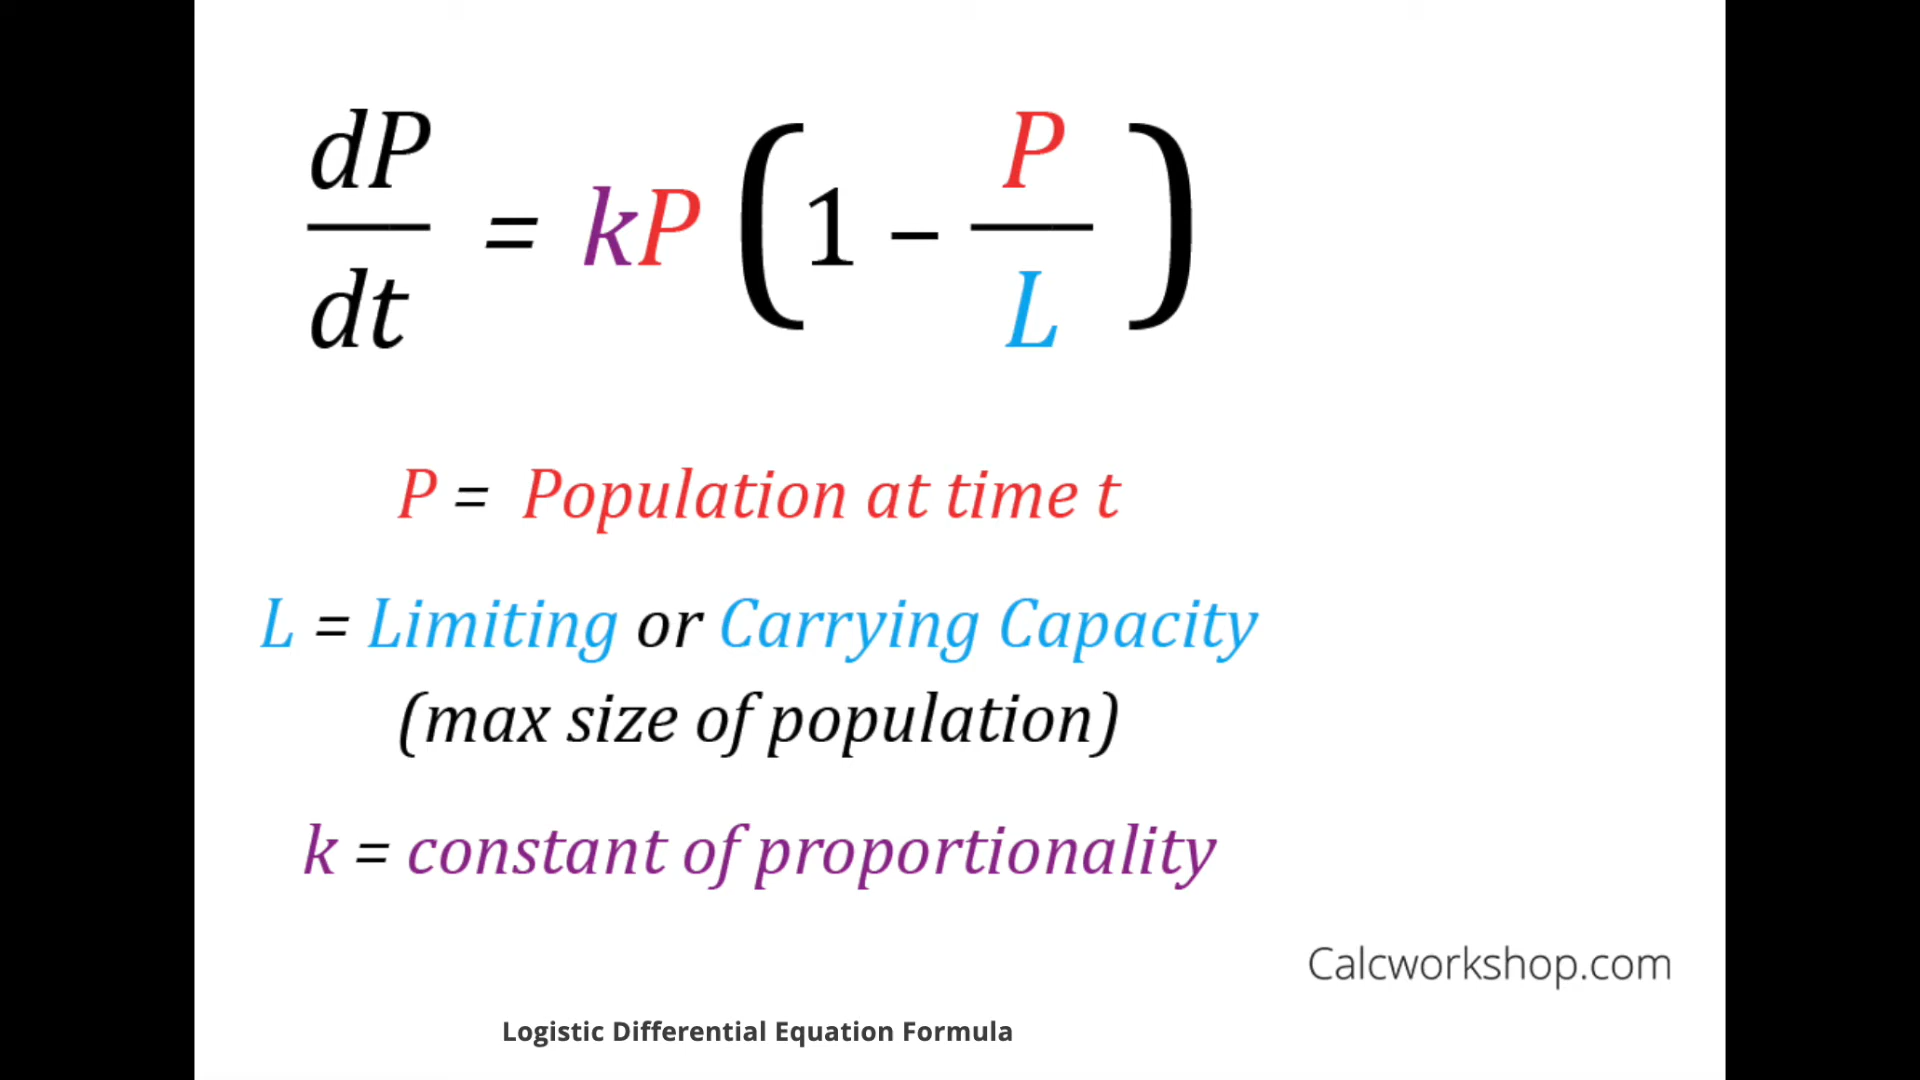 dP/dt = kP (1 − P/L)
P = Population at time t
L = Limiting or Carrying Capacity
(max size of population)
k = constant of proportionality
Calcworkshop.com
Logistic Differential Equation Formula